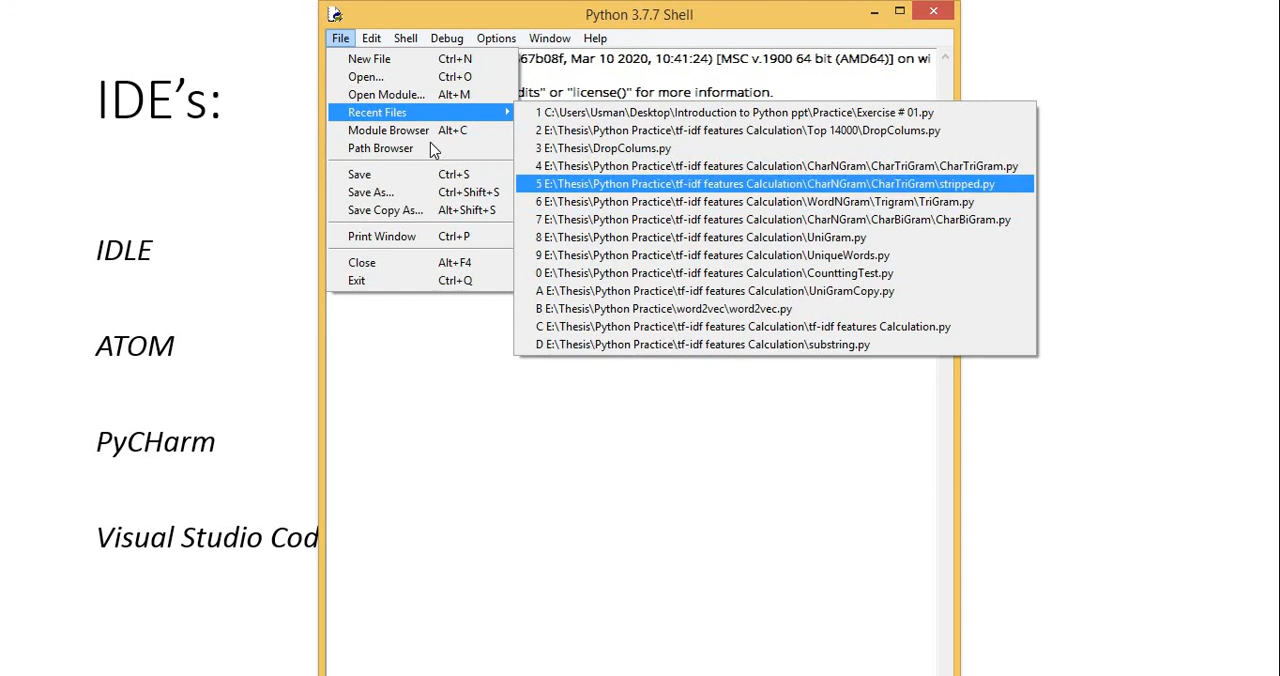 Python 3.7.7 Shell
File Edit Shell Debug Options Window Help
IDE's:
IDLE
ATOM
PyCHarm
Visual Studio Cod
67b08f, Mar 10 2020, 10:41:24) [MSC v.1900 64 bit (AMD64)] on wi
dits" or "license()" for more information.
New File Ctrl+N
Open... Ctrl+O
Open Module... Alt+M
Recent Files
Module Browser Alt+C
Path Browser
Save Ctrl+S
Save As... Ctrl+Shift+S
Save Copy As... Alt+Shift+S
Print Window Ctrl+P
Close Alt+F4
Exit Ctrl+Q
1 C:\Users\Usman\Desktop\Introduction to Python ppt\Practice\Exercise # 01.py
2 E:\Thesis\Python Practice\tf-idf features Calculation\Top 14000\DropColums.py
3 E:\Thesis\DropColums.py
4 E:\Thesis\Python Practice\tf-idf features Calculation\CharNGram\CharTriGram\CharTriGram.py
5 E:\Thesis\Python Practice\tf-idf features Calculation\CharNGram\CharTriGram\stripped.py
6 E:\Thesis\Python Practice\tf-idf features Calculation\WordNGram\Trigram\TriGram.py
7 E:\Thesis\Python Practice\tf-idf features Calculation\CharNGram\CharBiGram\CharBiGram.py
8 E:\Thesis\Python Practice\tf-idf features Calculation\UniGram.py
9 E:\Thesis\Python Practice\tf-idf features Calculation\UniqueWords.py
0 E:\Thesis\Python Practice\tf-idf features Calculation\CounttingTest.py
A E:\Thesis\Python Practice\tf-idf features Calculation\UniGramCopy.py
B E:\Thesis\Python Practice\word2vec\word2vec.py
C E:\Thesis\Python Practice\tf-idf features Calculation\tf-idf features Calculation.py
D E:\Thesis\Python Practice\tf-idf features Calculation\substring.py